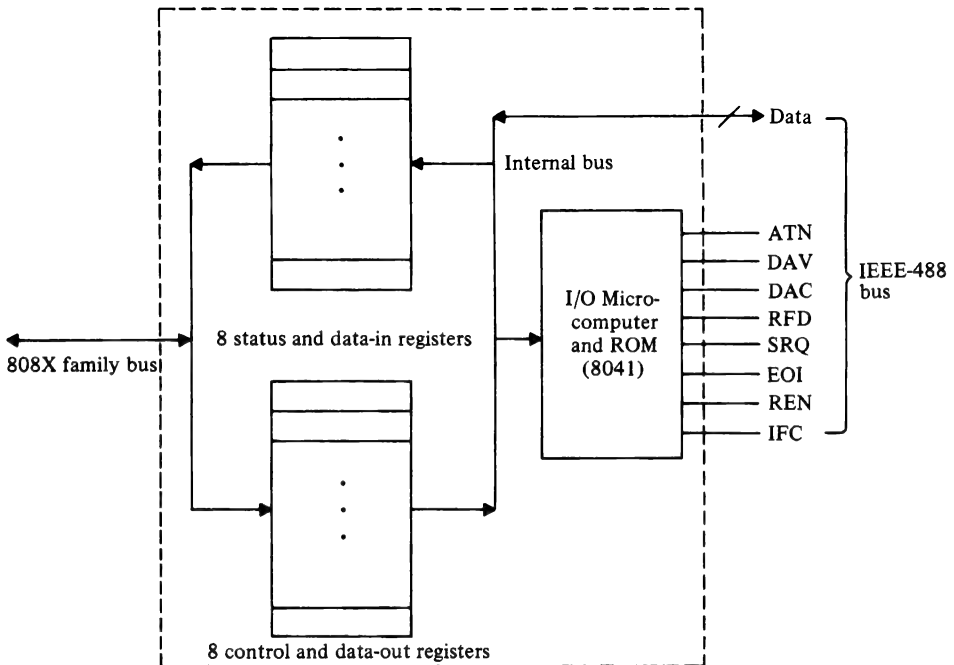 Data
Internal bus
ATN
DAV
DAC
RFD
SRQ
EOI
REN
IFC
IEEE-488
bus
I/O Micro-
computer
and ROM
(8041)
8 status and data-in registers
808X family bus
8 control and data-out registers